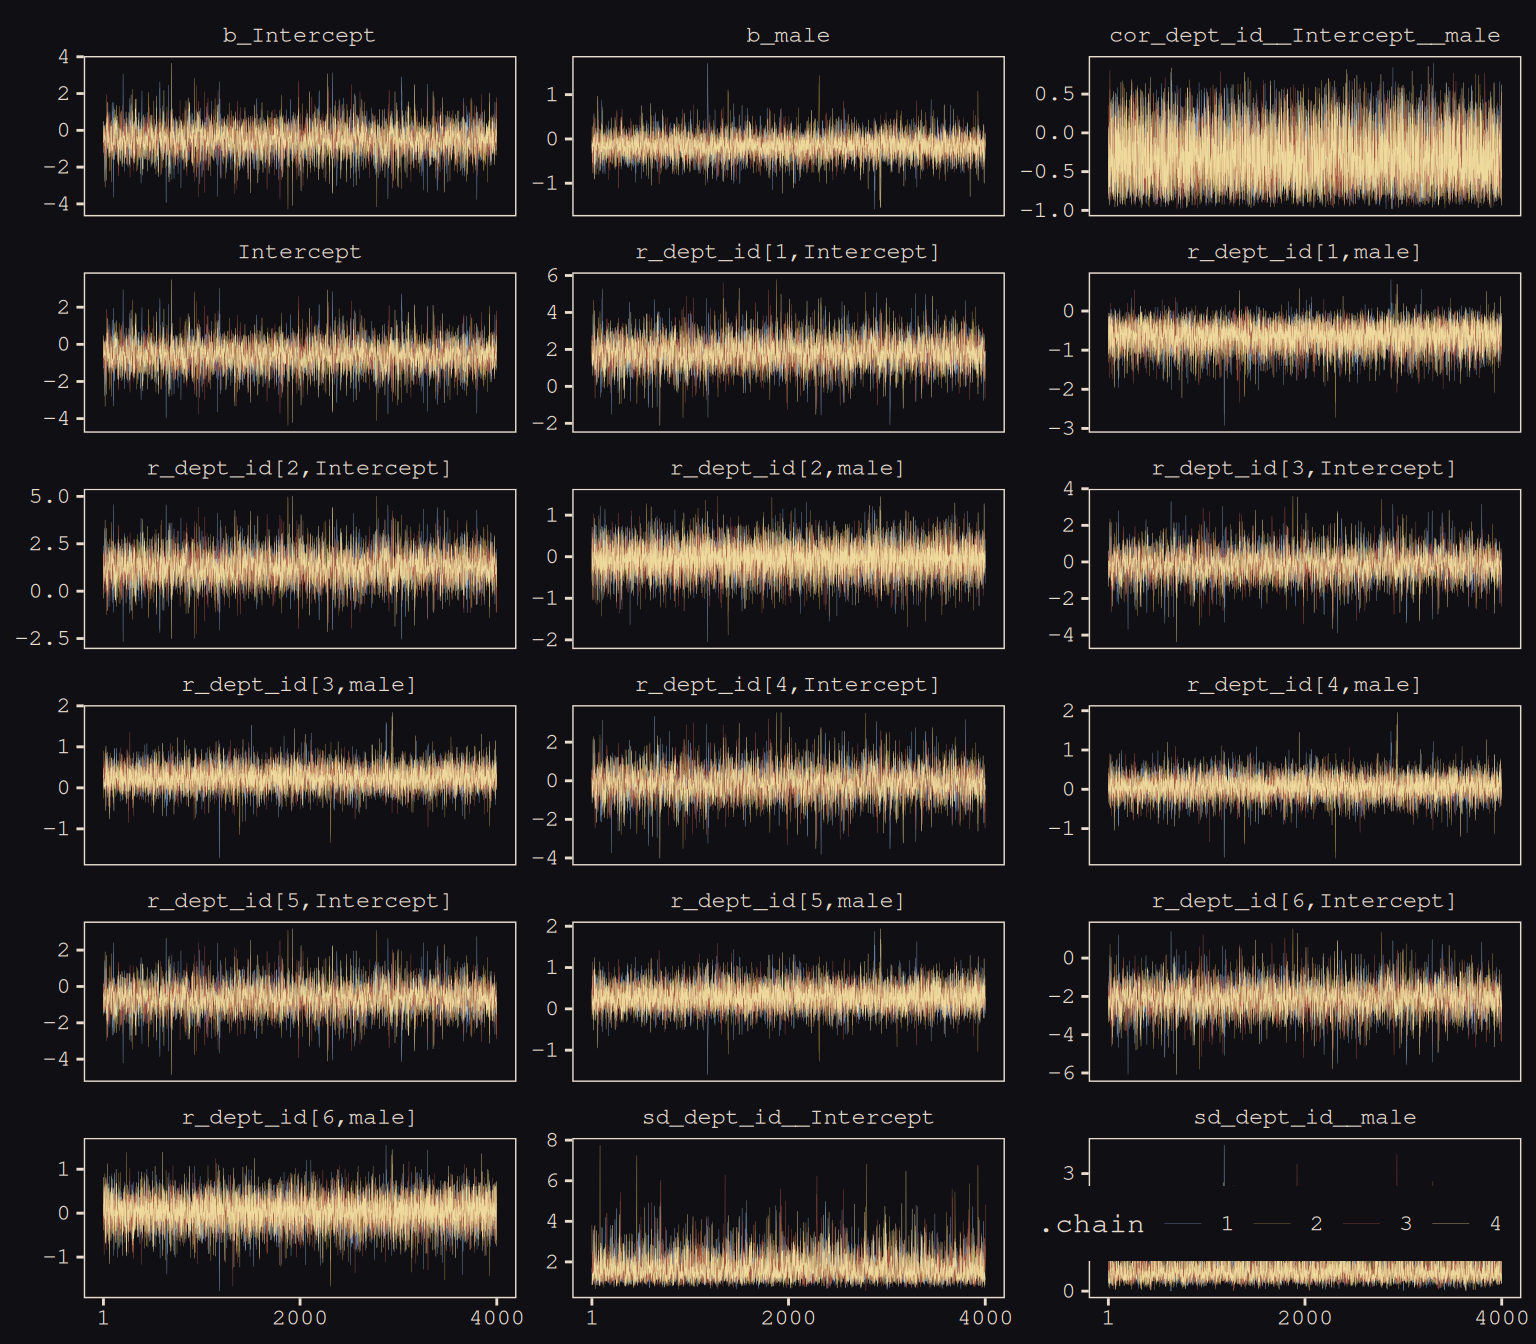 b_Intercept b_male cor_dept_id__Intercept__male
4 2 0 −2 −4
1 0 −1
0.5 0.0 −0.5 −1.0
Intercept r_dept_id[1,Intercept] r_dept_id[1,male]
2 0 −2 −4
6 4 2 0 −2
0 −1 −2 −3
r_dept_id[2,Intercept] r_dept_id[2,male] r_dept_id[3,Intercept]
5.0 2.5 0.0 −2.5
1 0 −1 −2
4 2 0 −2 −4
r_dept_id[3,male] r_dept_id[4,Intercept] r_dept_id[4,male]
2 1 0 −1
2 0 −2 −4
2 1 0 −1
r_dept_id[5,Intercept] r_dept_id[5,male] r_dept_id[6,Intercept]
2 0 −2 −4
2 1 0 −1
0 −2 −4 −6
r_dept_id[6,male] sd_dept_id__Intercept sd_dept_id__male
1 0 −1
8 6 4 2
3 0
.chain 1 2 3 4
1 2000 4000 1 2000 4000 1 2000 4000